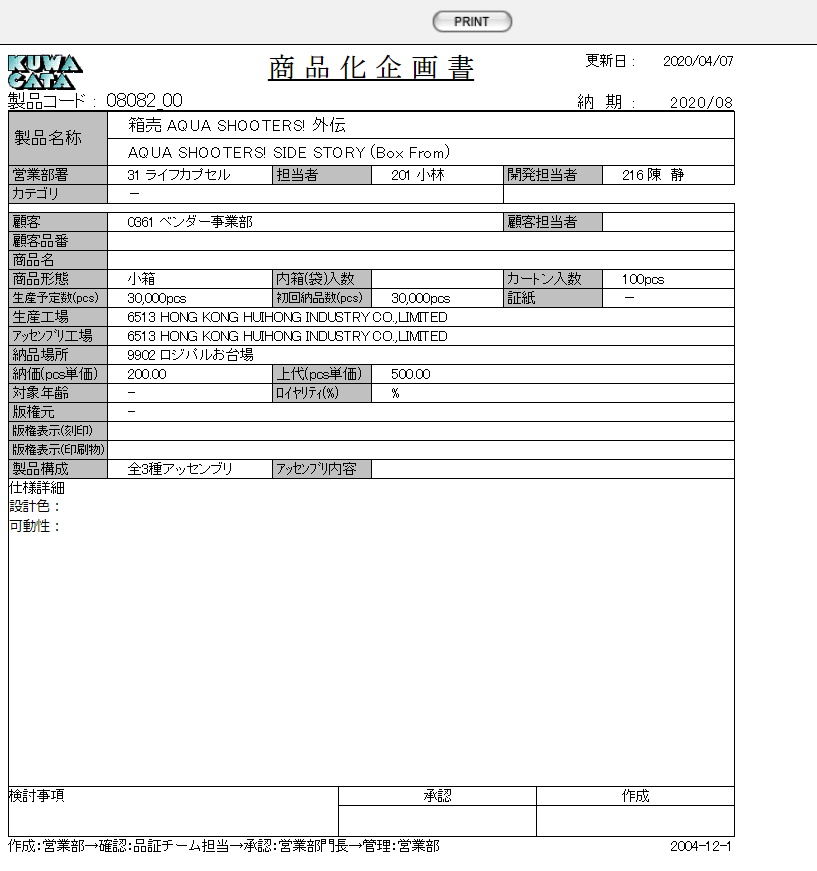 PRINT
KUWA GATA
商品化企画書
更新日： 2020/04/07
製品コード： 08082_00
納 期： 2020/08
製品名称 箱売 AQUA SHOOTERS! 外伝
AQUA SHOOTERS! SIDE STORY (Box From)
営業部署 31 ライフカプセル 担当者 201 小林 開発担当者 216 陳 静
カテゴリ －
顧客 0361 ベンダー事業部 顧客担当者
顧客品番
商品名
商品形態 小箱 内箱(袋)入数 カートン入数 100pcs
生産予定数(pcs) 30,000pcs 初回納品数(pcs) 30,000pcs 証紙 －
生産工場 6513 HONG KONG HUIHONG INDUSTRY CO.,LIMITED
アッセンブリ工場 6513 HONG KONG HUIHONG INDUSTRY CO.,LIMITED
納品場所 9902 ロジパルお台場
納価(pcs単価) 200.00 上代(pcs単価) 500.00
対象年齢 - ロイヤリティ(%) %
版権元 -
版権表示(刻印)
版権表示(印刷物)
製品構成 全3種アッセンブリ アッセンブリ内容
仕様詳細
設計色：
可動性：
検討事項 承認 作成
作成：営業部→確認：品証チーム担当→承認：営業部門長→管理：営業部 2004-12-1